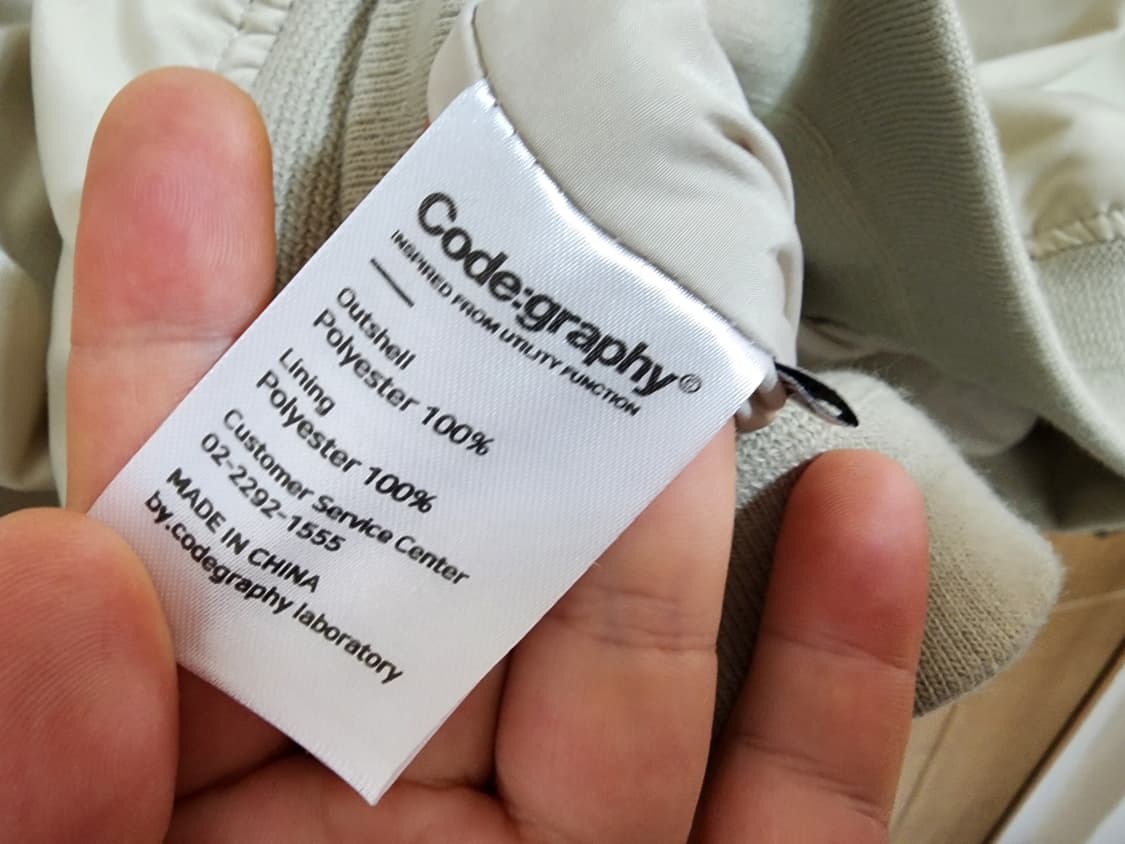 Code:graphy®
INSPIRED FROM UTILITY FUNCTION
Outshell
Polyester 100%
Lining
Polyester 100%
Customer Service Center
02-2292-1555
MADE IN CHINA
by.codegraphy laboratory